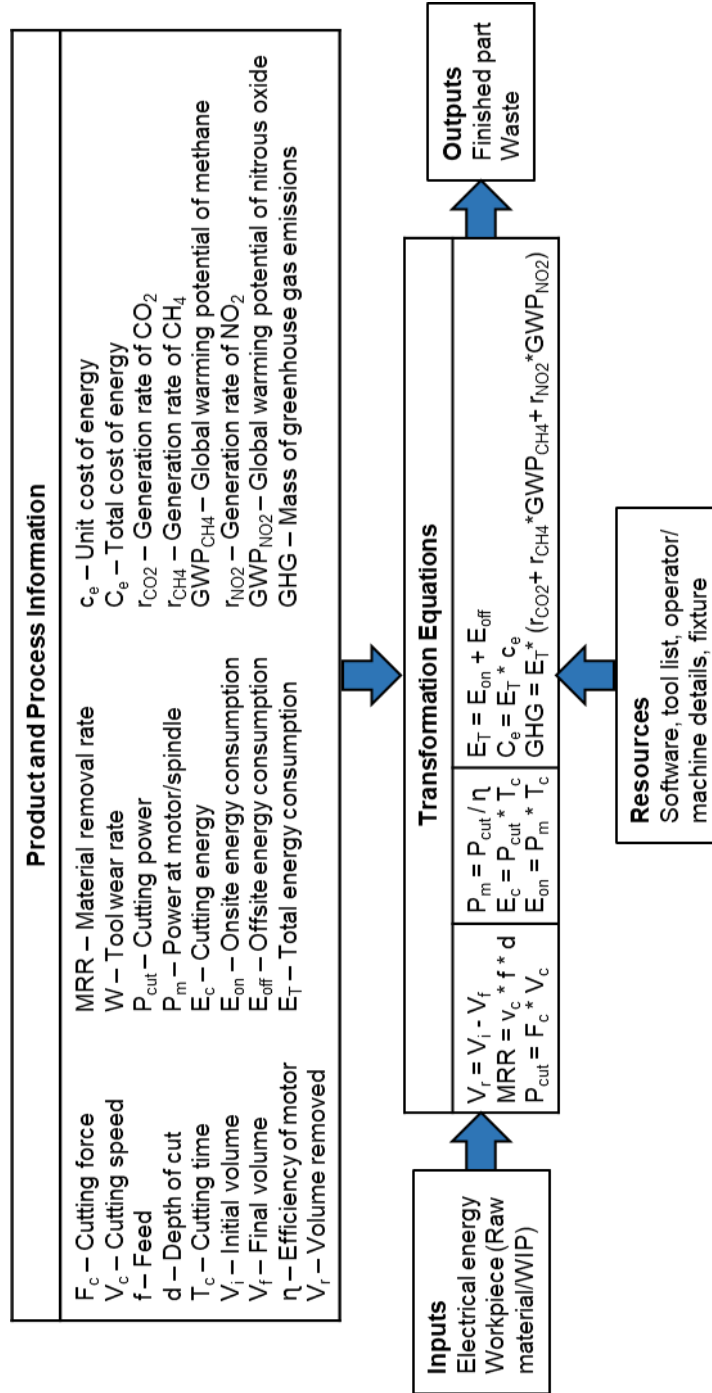 Product and Process Information
F_c – Cutting force
V_c – Cutting speed
f – Feed
d – Depth of cut
T_c – Cutting time
V_i – Initial volume
V_f – Final volume
η – Efficiency of motor
V_r – Volume removed
MRR – Material removal rate
W – Tool wear rate
P_cut – Cutting power
P_m – Power at motor/spindle
E_c – Cutting energy
E_on – Onsite energy consumption
E_off – Offsite energy consumption
E_T – Total energy consumption
c_e – Unit cost of energy
C_e – Total cost of energy
r_CO2 – Generation rate of CO₂
r_CH4 – Generation rate of CH₄
GWP_CH4 – Global warming potential of methane
r_NO2 – Generation rate of NO₂
GWP_NO2 – Global warming potential of nitrous oxide
GHG – Mass of greenhouse gas emissions
Inputs
Electrical energy
Workpiece (Raw
material/WIP)
Transformation Equations
V_r = V_i - V_f
MRR = v_c * f * d
P_cut = F_c * V_c
P_m = P_cut / η
E_c = P_cut * T_c
E_on = P_m * T_c
E_T = E_on + E_off
C_e = E_T * c_e
GHG = E_T* (r_CO2 + r_CH4*GWP_CH4 + r_NO2*GWP_NO2)
Outputs
Finished part
Waste
Resources
Software, tool list, operator/
machine details, fixture